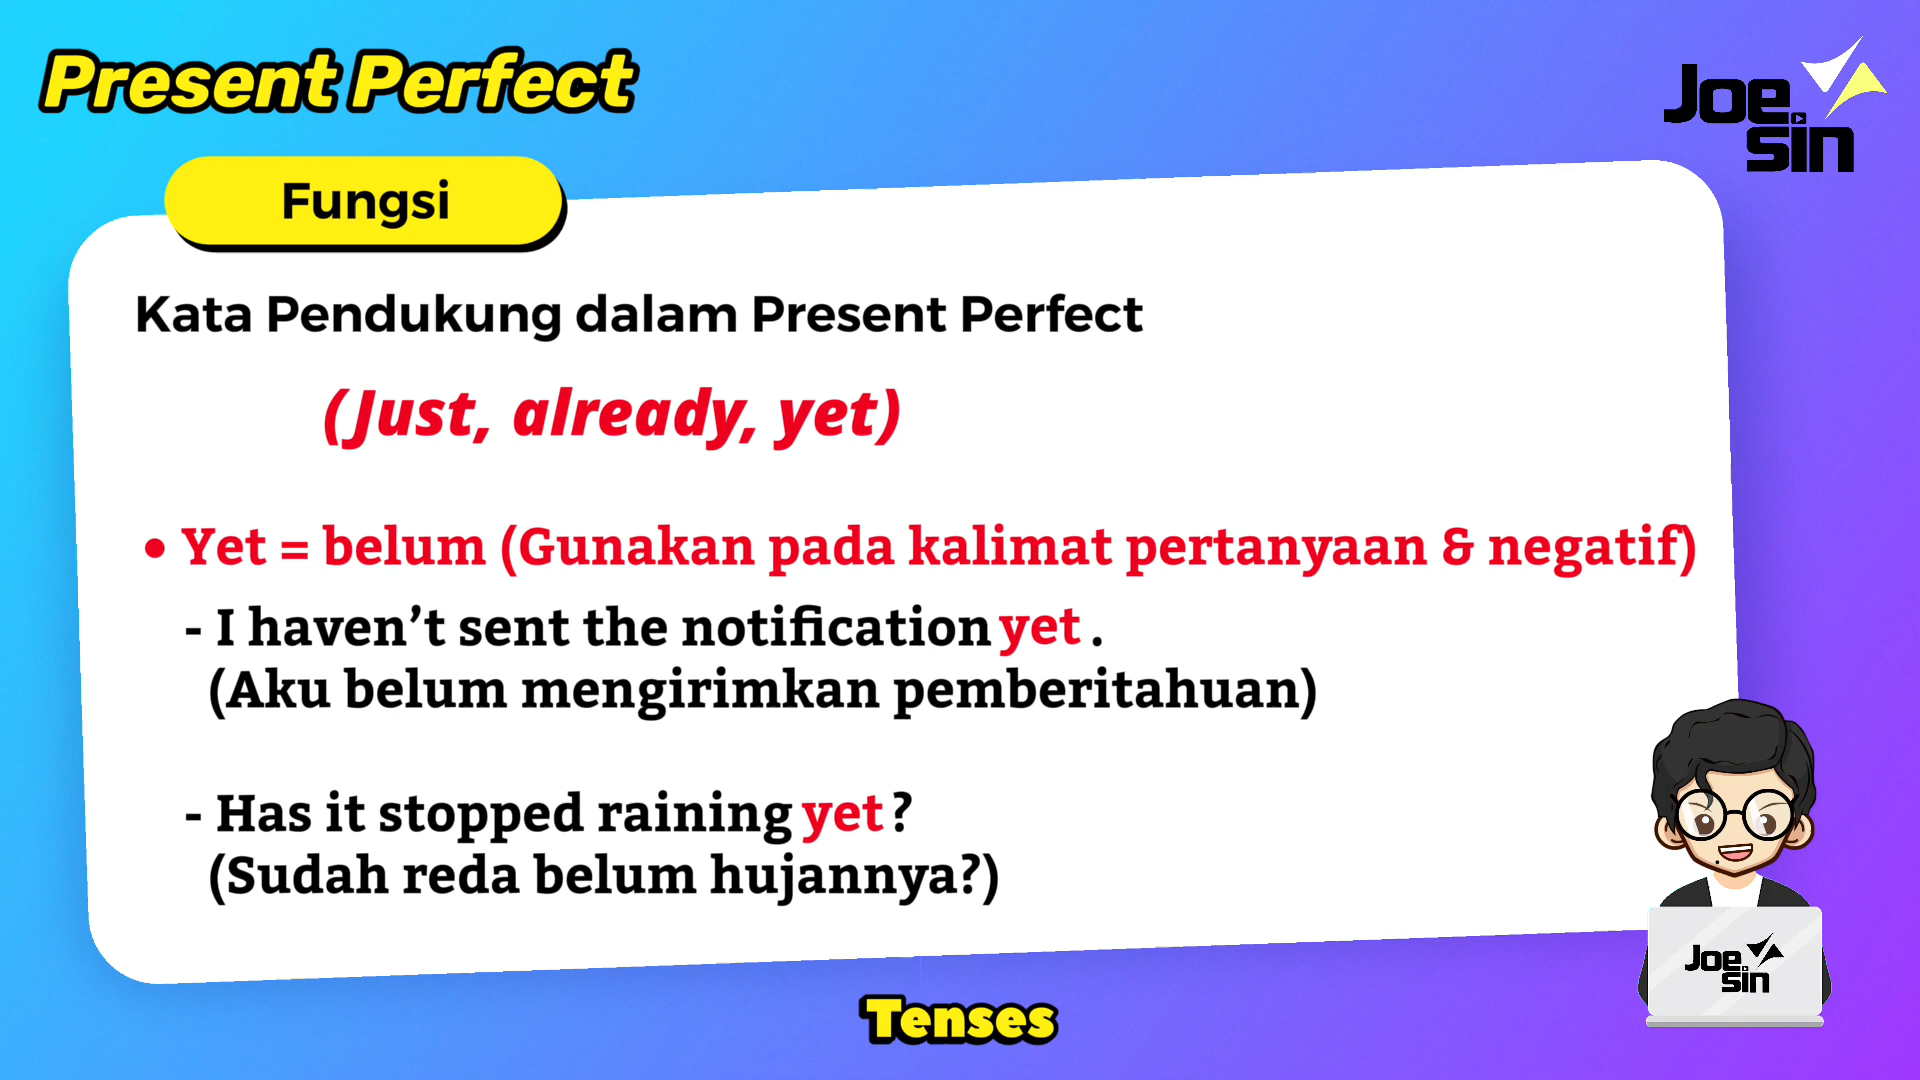 Present Perfect
Joe
sin
Fungsi
Kata Pendukung dalam Present Perfect
(Just, already, yet)
• Yet = belum (Gunakan pada kalimat pertanyaan & negatif)
- I haven't sent the notification yet.
(Aku belum mengirimkan pemberitahuan)
- Has it stopped raining yet?
(Sudah reda belum hujannya?)
Joe
sin
Tenses